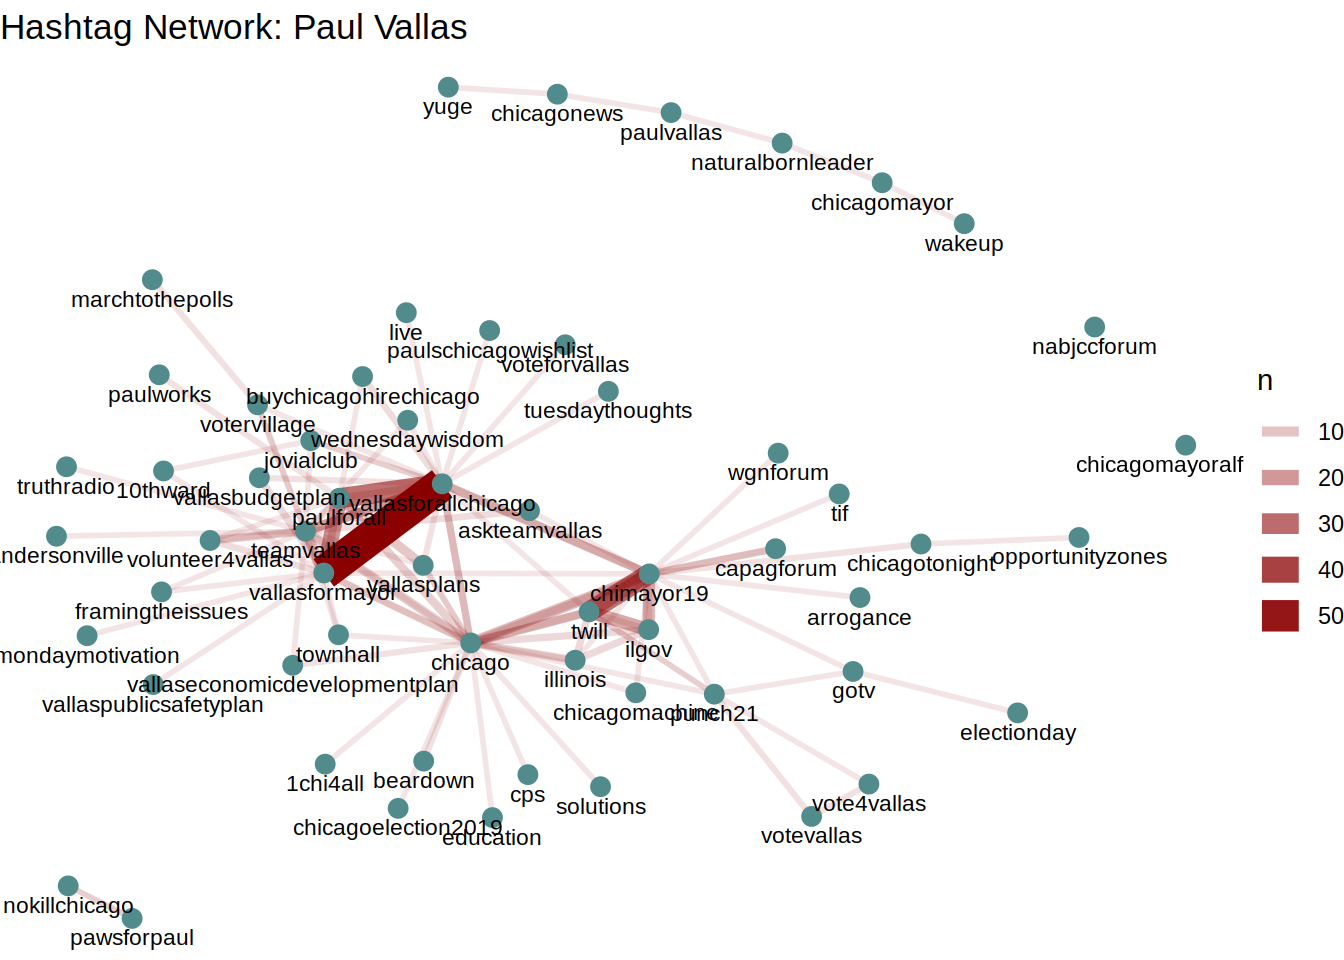 Hashtag Network: Paul Vallas
yuge
chicagonews
paulvallas
naturalbornleader
chicagomayor
wakeup
marchtothepolls
live
paulschicagowishlist
voteforvallas
nabjccforum
n
paulworks
buychicagohirechicago
tuesdaythoughts
votervillage
wednesdaywisdom
10
jovialclub
wgnforum
chicagomayoralf
20
truthradio
10thward
vallasbudgetplan
vallasforallchicago
paulforall
tif
askteamvallas
30
andersonville
volunteer4vallas
teamvallas
capagforum
chicagotonight
opportunityzones
40
framingtheissues
vallasformayor
vallasplans
chimayor19
arrogance
50
mondaymotivation
townhall
chicago
twill
ilgov
vallaseconomicdevelopmentplan
illinois
gotv
vallaspublicsafetyplan
chicagomachine
punch21
electionday
1chi4all
beardown
cps
solutions
vote4vallas
chicagoelection2019
education
votevallas
nokillchicago
pawsforpaul